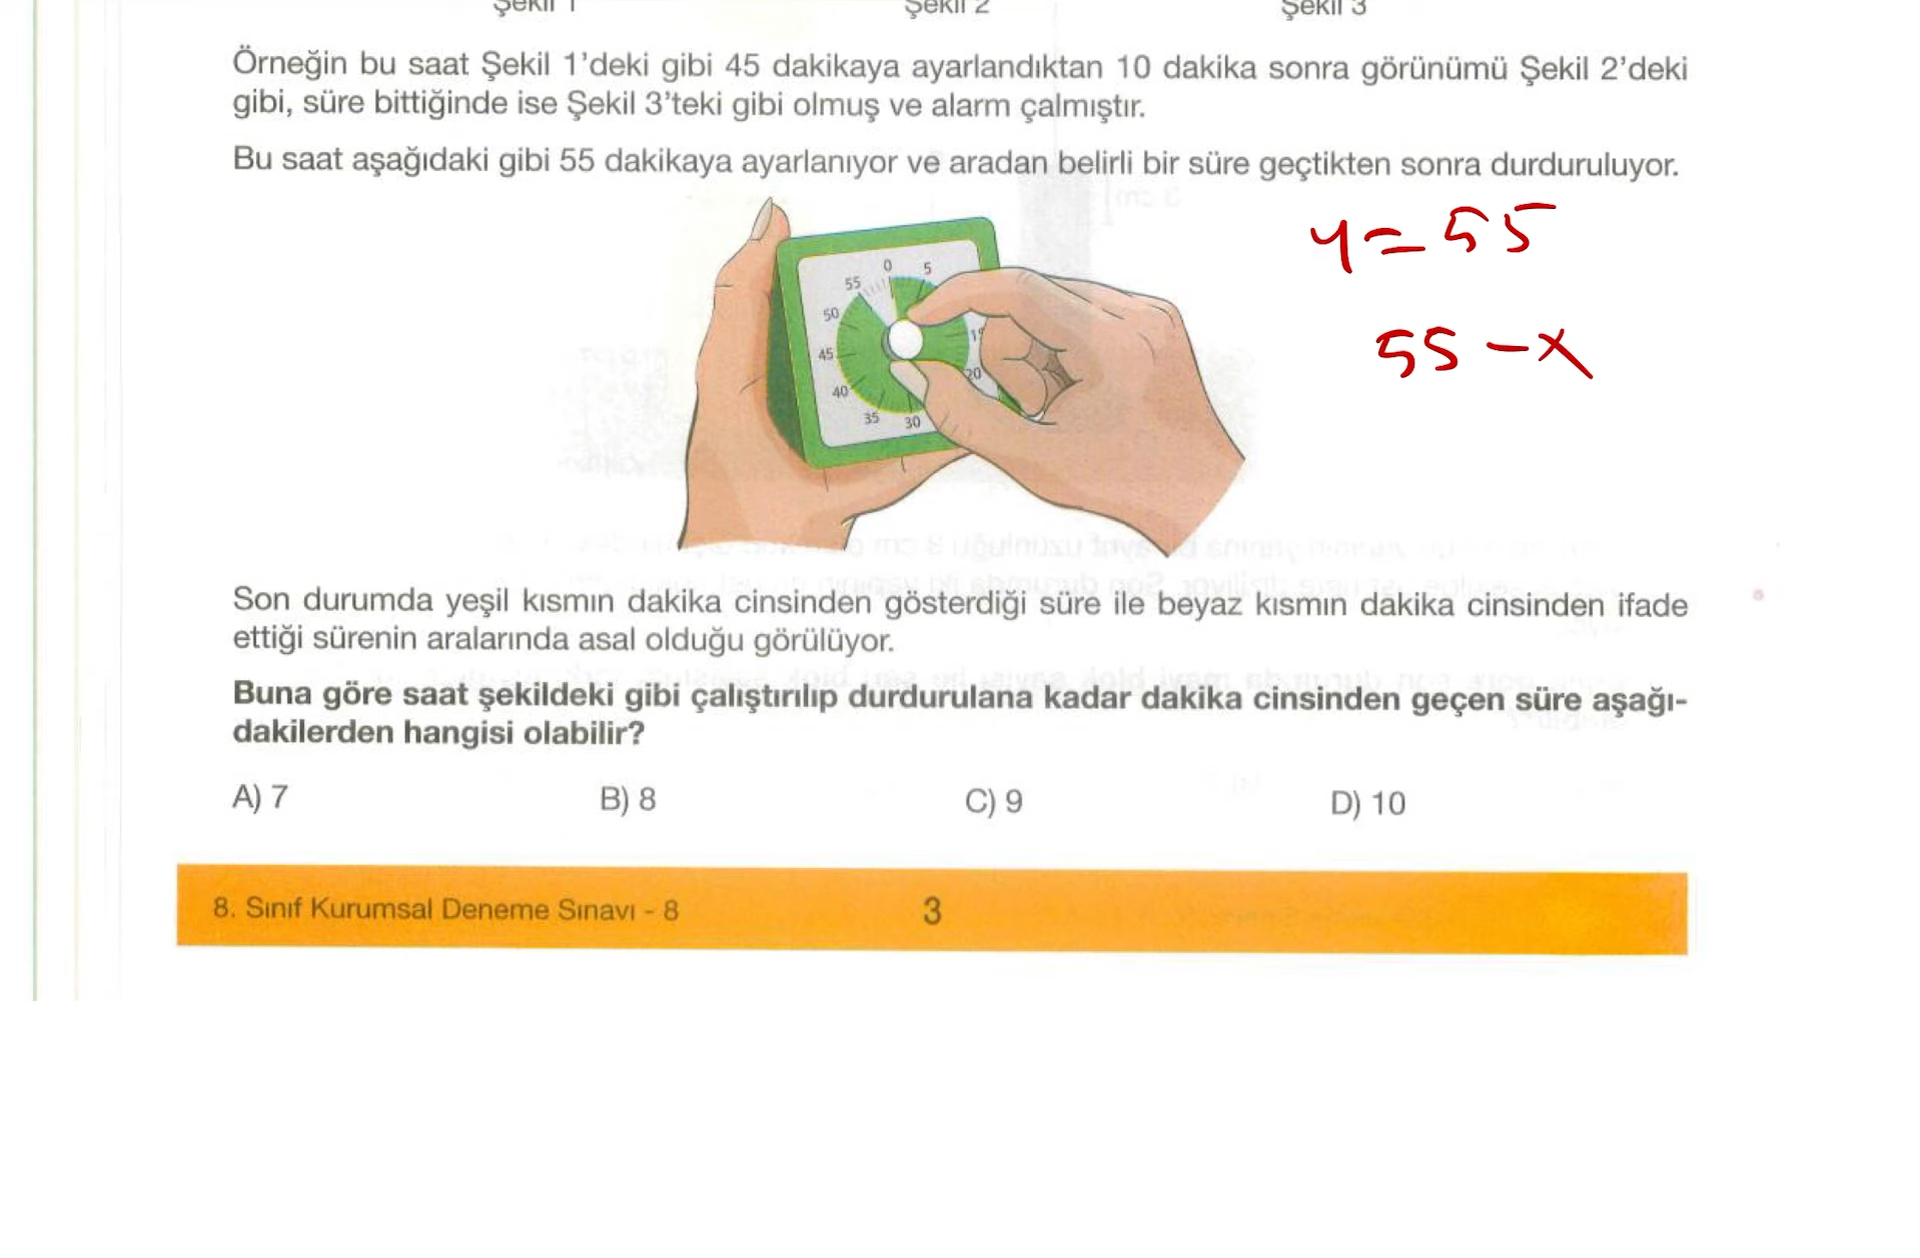 Şekil 1 Şekil 2 Şekil 3
Örneğin bu saat Şekil 1'deki gibi 45 dakikaya ayarlandıktan 10 dakika sonra görünümü Şekil 2'deki
gibi, süre bittiğinde ise Şekil 3'teki gibi olmuş ve alarm çalmıştır.
Bu saat aşağıdaki gibi 55 dakikaya ayarlanıyor ve aradan belirli bir süre geçtikten sonra durduruluyor.
y=55
55-x
0 5
55
50
45
40
35 30
20
Son durumda yeşil kısmın dakika cinsinden gösterdiği süre ile beyaz kısmın dakika cinsinden ifade
ettiği sürenin aralarında asal olduğu görülüyor.
Buna göre saat şekildeki gibi çalıştırılıp durdurulana kadar dakika cinsinden geçen süre aşağı-
dakilerden hangisi olabilir?
A) 7 B) 8 C) 9 D) 10
8. Sınıf Kurumsal Deneme Sınavı - 8 3